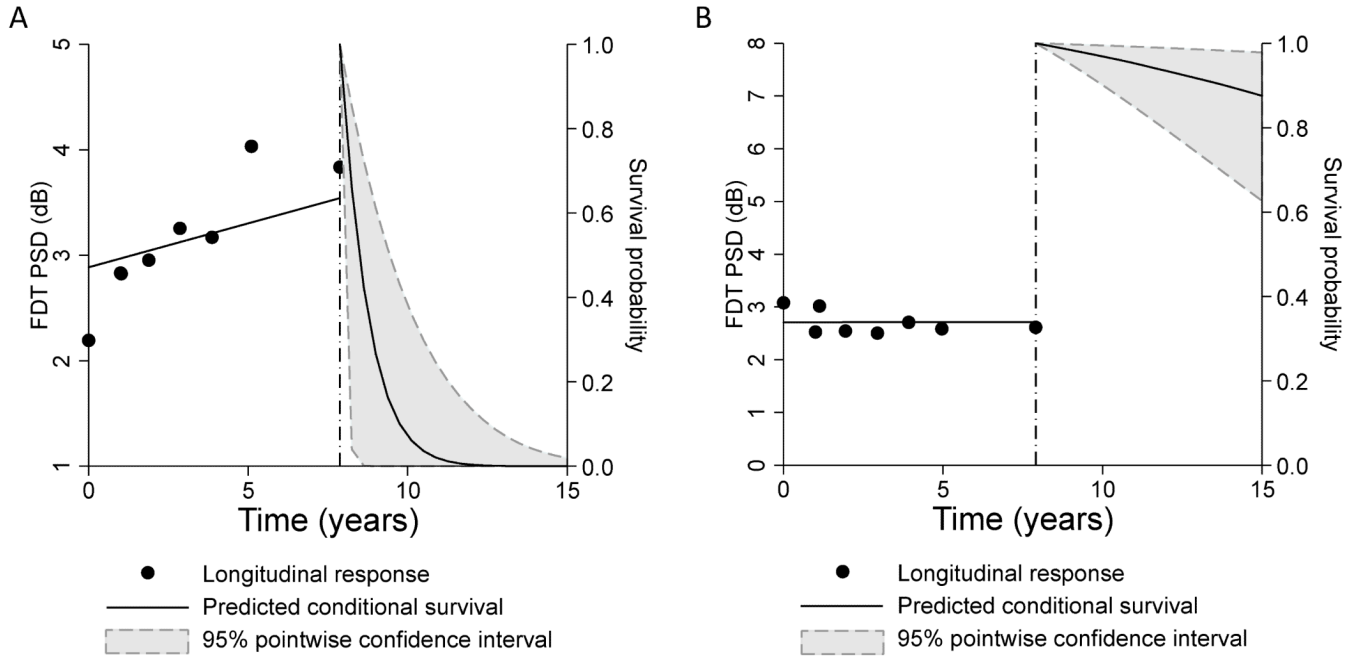 A
5
4
3
2
1
FDT PSD (dB)
1.0
0.8
0.6
0.4
0.2
0.0
Survival probability
0
5
10
15
Time (years)
Longitudinal response
Predicted conditional survival
95% pointwise confidence interval
B
8
7
6
5
4
3
2
1
0
FDT PSD (dB)
1.0
0.8
0.6
0.4
0.2
0.0
Survival probability
0
5
10
15
Time (years)
Longitudinal response
Predicted conditional survival
95% pointwise confidence interval